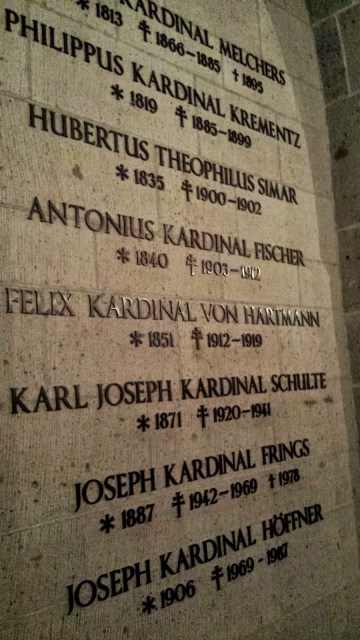 KARDINAL MELCHERS
* 1813 ‡ 1866–1885 † 1895
PHILIPPUS KARDINAL KREMENTZ
* 1819 ‡ 1885–1899
HUBERTUS THEOPHILUS SIMAR
* 1835 ‡ 1900–1902
ANTONIUS KARDINAL FISCHER
* 1840 ‡ 1903–1912
FELIX KARDINAL VON HARTMANN
* 1851 ‡ 1912–1919
KARL JOSEPH KARDINAL SCHULTE
* 1871 ‡ 1920–1941
JOSEPH KARDINAL FRINGS
* 1887 ‡ 1942–1969 † 1978
JOSEPH KARDINAL HÖFFNER
* 1906 ‡ 1969 - 1987